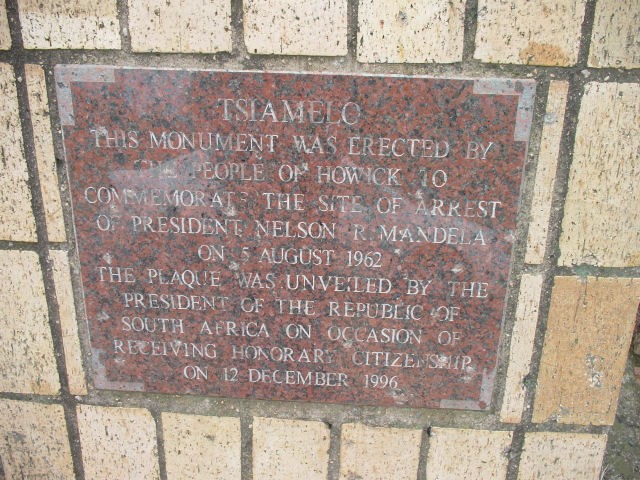 TSIAMELO
THIS MONUMENT WAS ERECTED BY
THE PEOPLE OF HOWICK TO
COMMEMORATE THE SITE OF ARREST
OF PRESIDENT NELSON R. MANDELA
ON 5 AUGUST 1962
THE PLAQUE WAS UNVEILED BY THE
PRESIDENT OF THE REPUBLIC OF
SOUTH AFRICA ON OCCASION OF
RECEIVING HONORARY CITIZENSHIP
ON 12 DECEMBER 1996